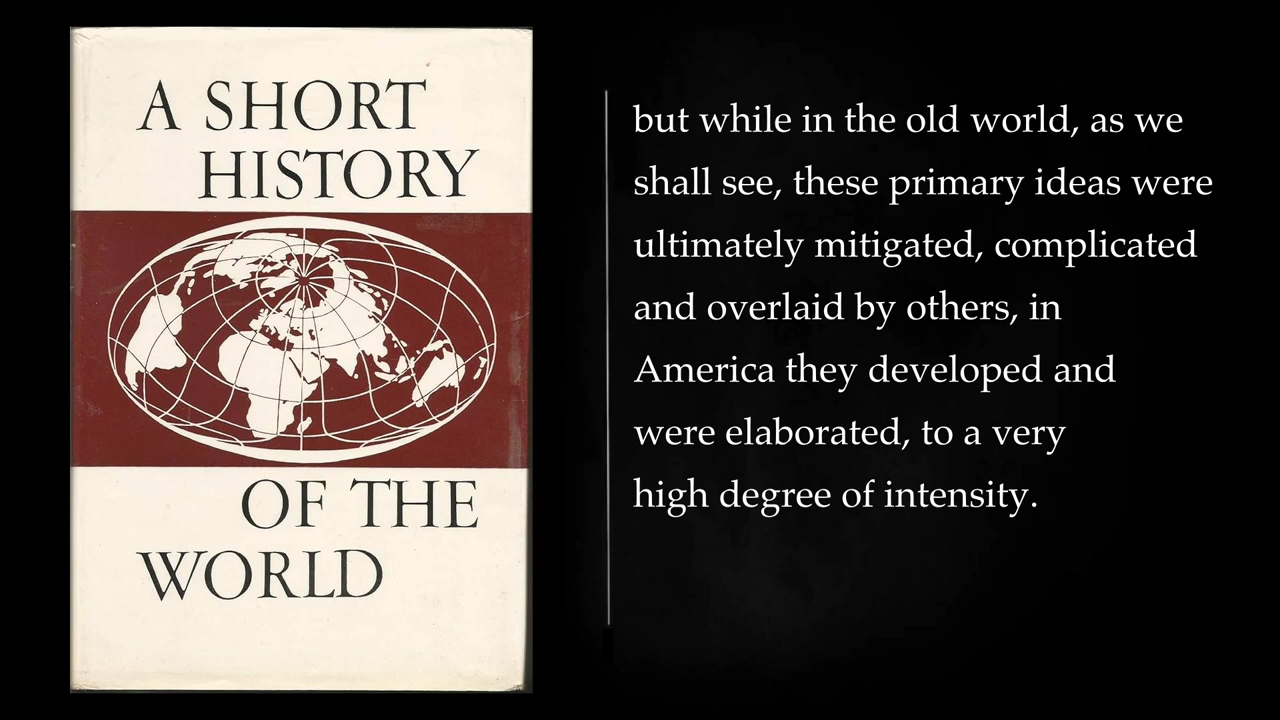 A SHORT
HISTORY
OF THE
WORLD
but while in the old world, as we
shall see, these primary ideas were
ultimately mitigated, complicated
and overlaid by others, in
America they developed and
were elaborated, to a very
high degree of intensity.